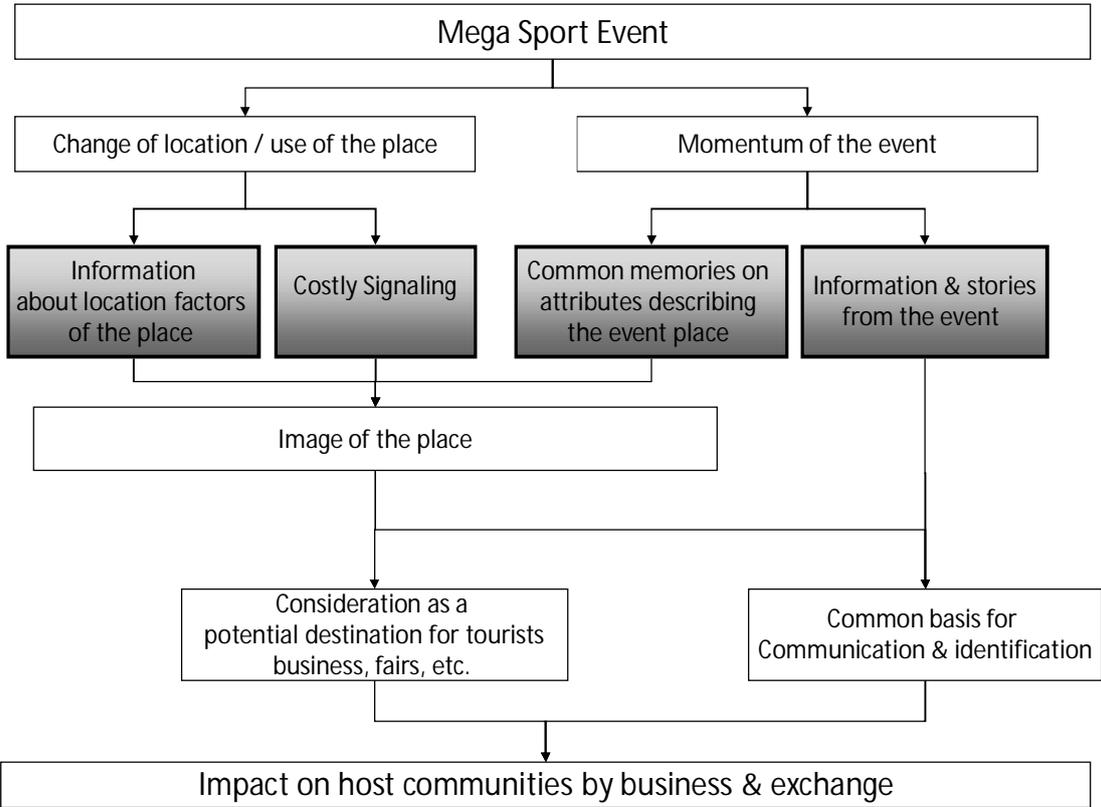 Mega Sport Event
Change of location / use of the place
Momentum of the event
Information
about location factors
of the place
Costly Signaling
Common memories on
attributes describing
the event place
Information & stories
from the event
Image of the place
Consideration as a
potential destination for tourists
business, fairs, etc.
Common basis for
Communication & identification
Impact on host communities by business & exchange